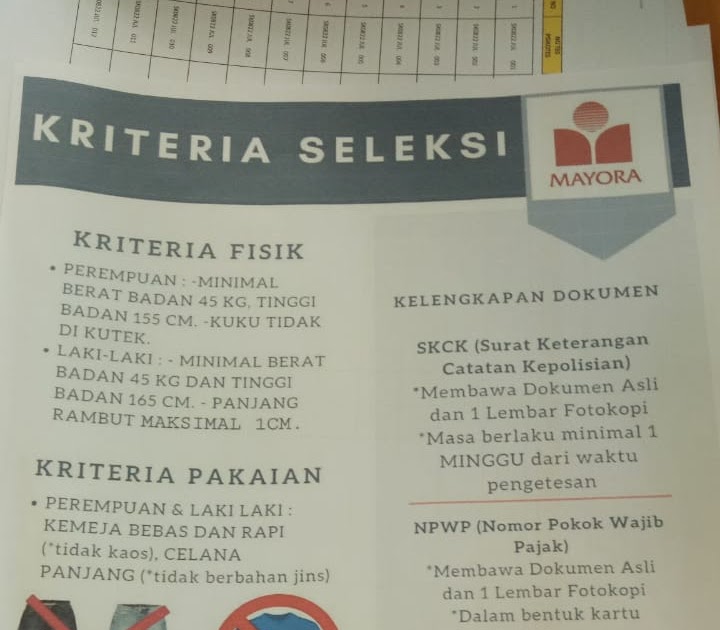 KRITERIA SELEKSI
MAYORA
KRITERIA FISIK
• PEREMPUAN : -MINIMAL
BERAT BADAN 45 KG, TINGGI
BADAN 155 CM. -KUKU TIDAK
DI KUTEK.
• LAKI-LAKI : - MINIMAL BERAT
BADAN 45 KG DAN TINGGI
BADAN 165 CM. - PANJANG
RAMBUT MAKSIMAL 1CM.
KRITERIA PAKAIAN
• PEREMPUAN & LAKI LAKI :
KEMEJA BEBAS DAN RAPI
(*tidak kaos), CELANA
PANJANG (*tidak berbahan jins)
KELENGKAPAN DOKUMEN
SKCK (Surat Keterangan
Catatan Kepolisian)
*Membawa Dokumen Asli
dan 1 Lembar Fotokopi
*Masa berlaku minimal 1
MINGGU dari waktu
pengetesan
NPWP (Nomor Pokok Wajib
Pajak)
*Membawa Dokumen Asli
dan 1 Lembar Fotokopi
*Dalam bentuk kartu